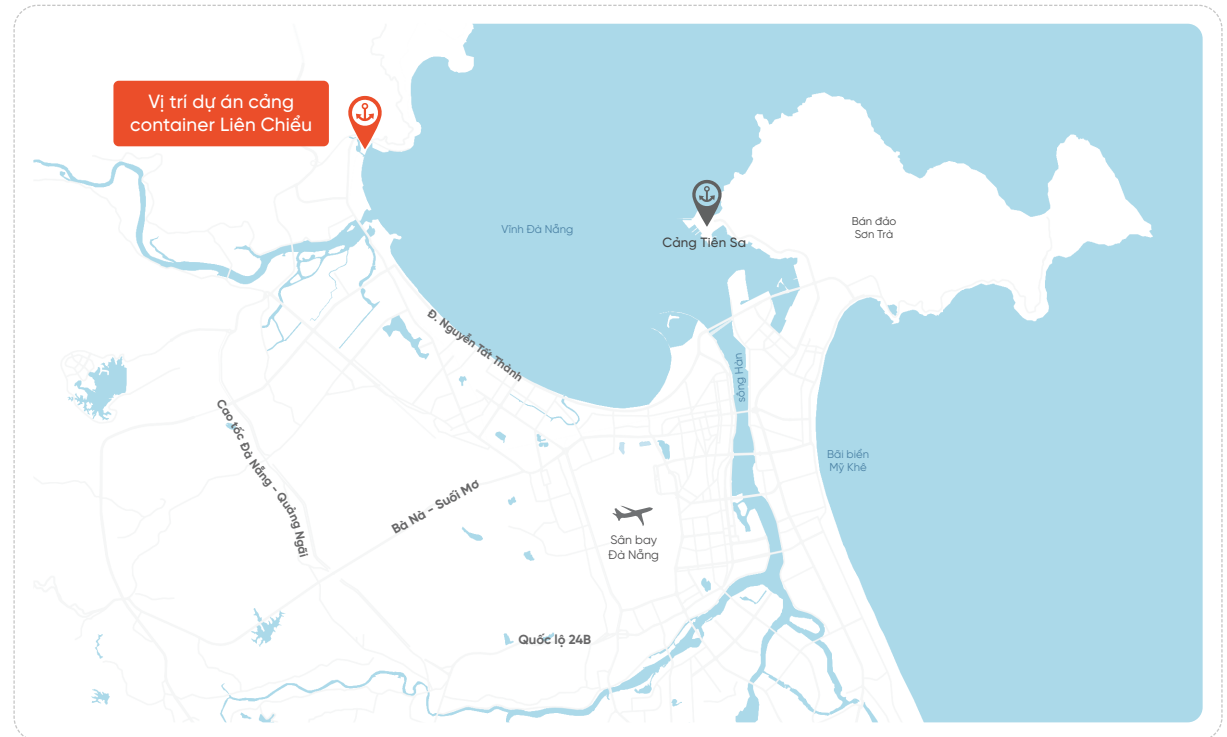 Vị trí dự án cảng
container Liên Chiểu
Vĩnh Đà Nẵng
Cảng Tiên Sa
Bán đảo
Sơn Trà
Đ. Nguyễn Tất Thành
sông Hàn
Cao tốc Đà Nẵng - Quảng Ngãi
Bãi biển
Mỹ Khê
Bà Nà - Suối Mơ
Sân bay
Đà Nẵng
Quốc lộ 24B